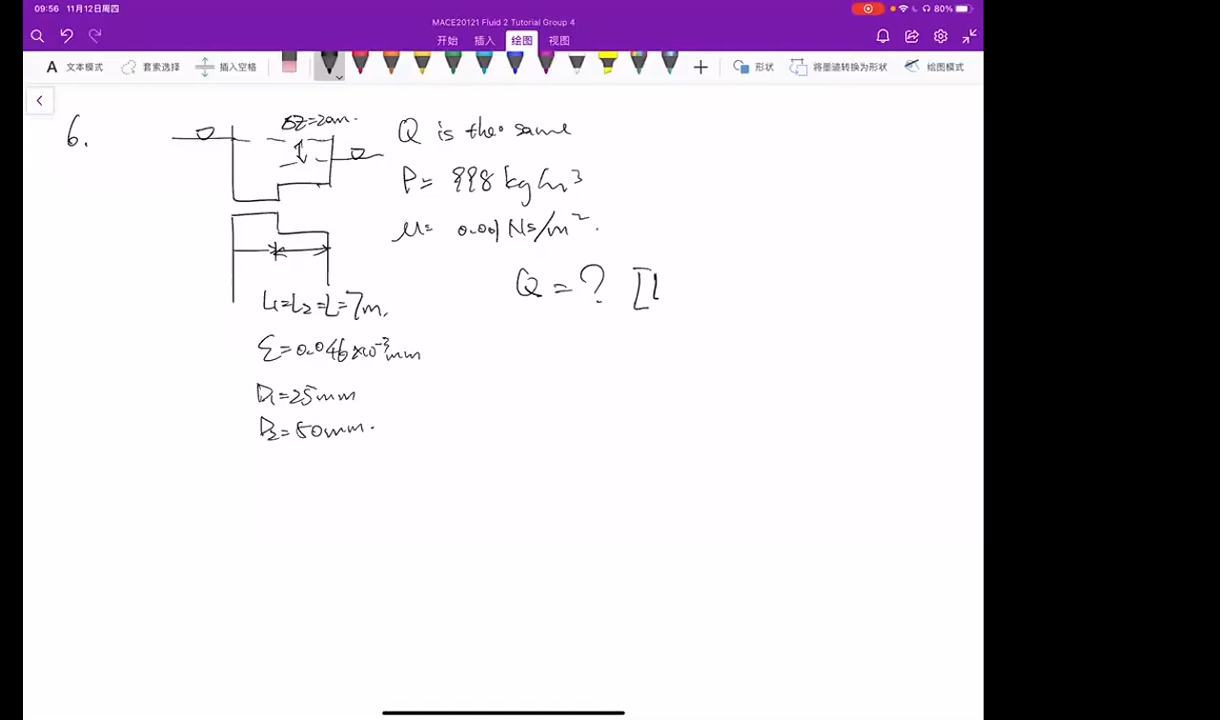 09:56 11月12日周四
80%
MACE20121 Fluid 2 Tutorial Group 4
开始 插入 绘图 视图
文本模式 套索选择 插入空格 形状 将墨迹转换为形状 绘图模式
6.
ΔZ=20m.
Q is the same
ρ= 998 kg/m3
μ= 0.001 Ns/m².
Q = ? [l
L1=L2=L=7m.
ε=0.046×10-3mm
D1=25mm
D2=50mm.